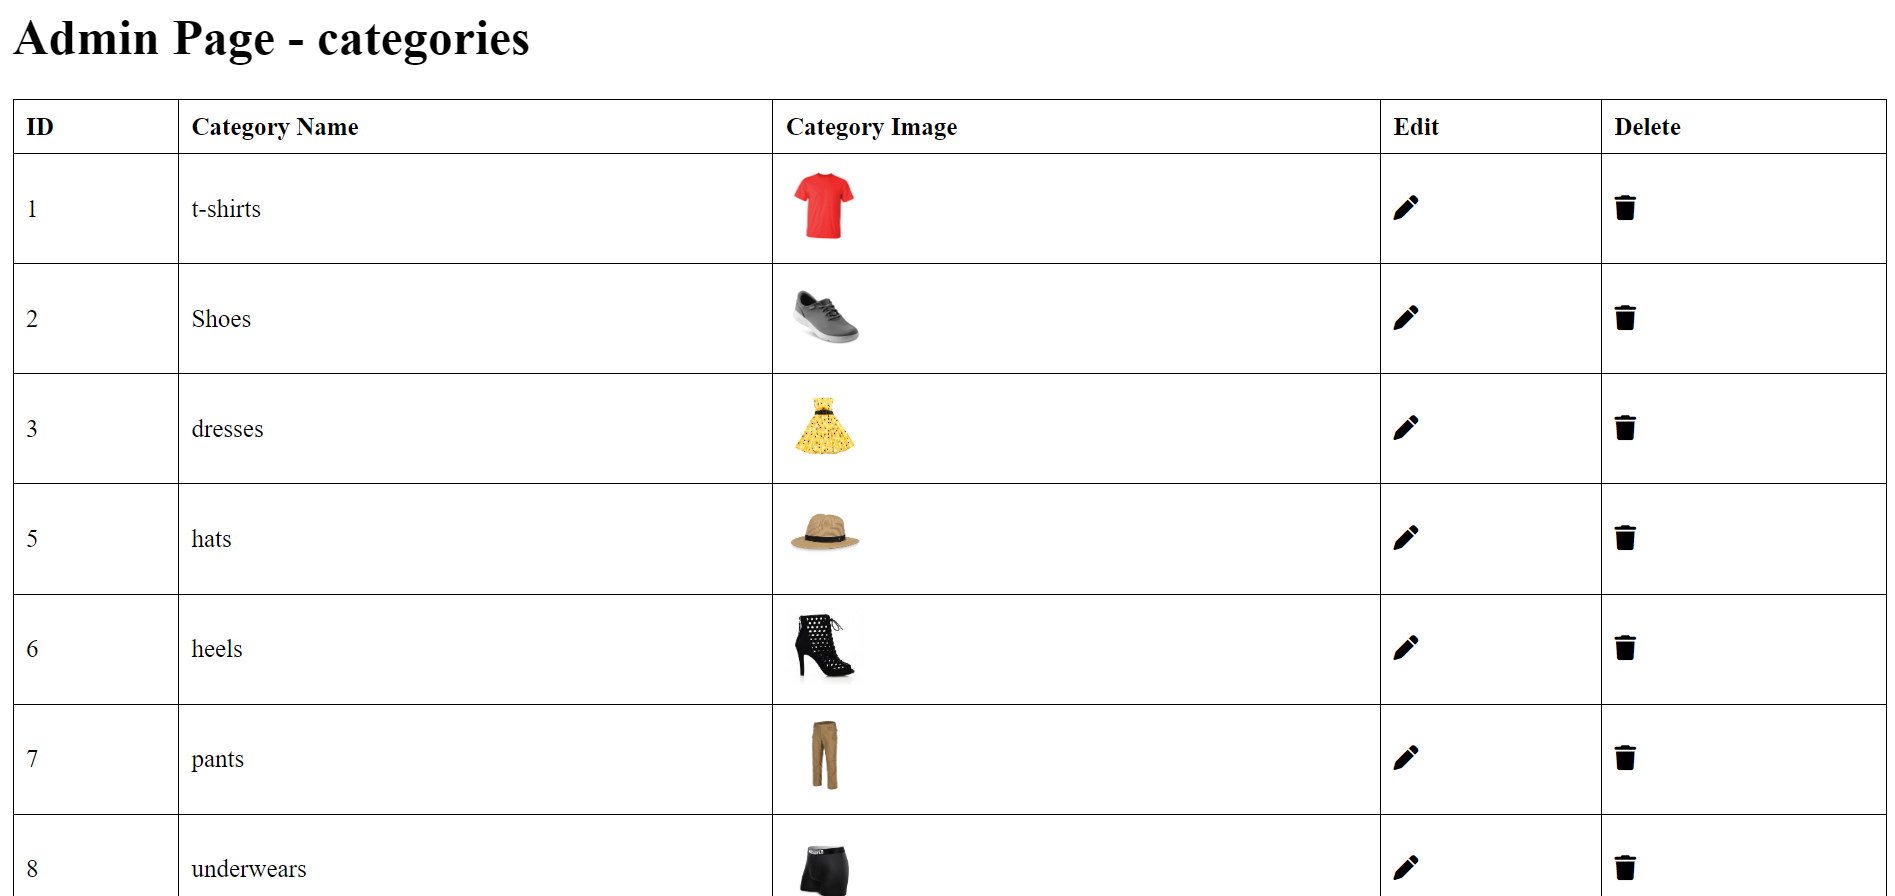 Admin Page - categories
ID Category Name Category Image Edit Delete
1 t-shirts
2 Shoes
3 dresses
5 hats
6 heels
7 pants
8 underwears